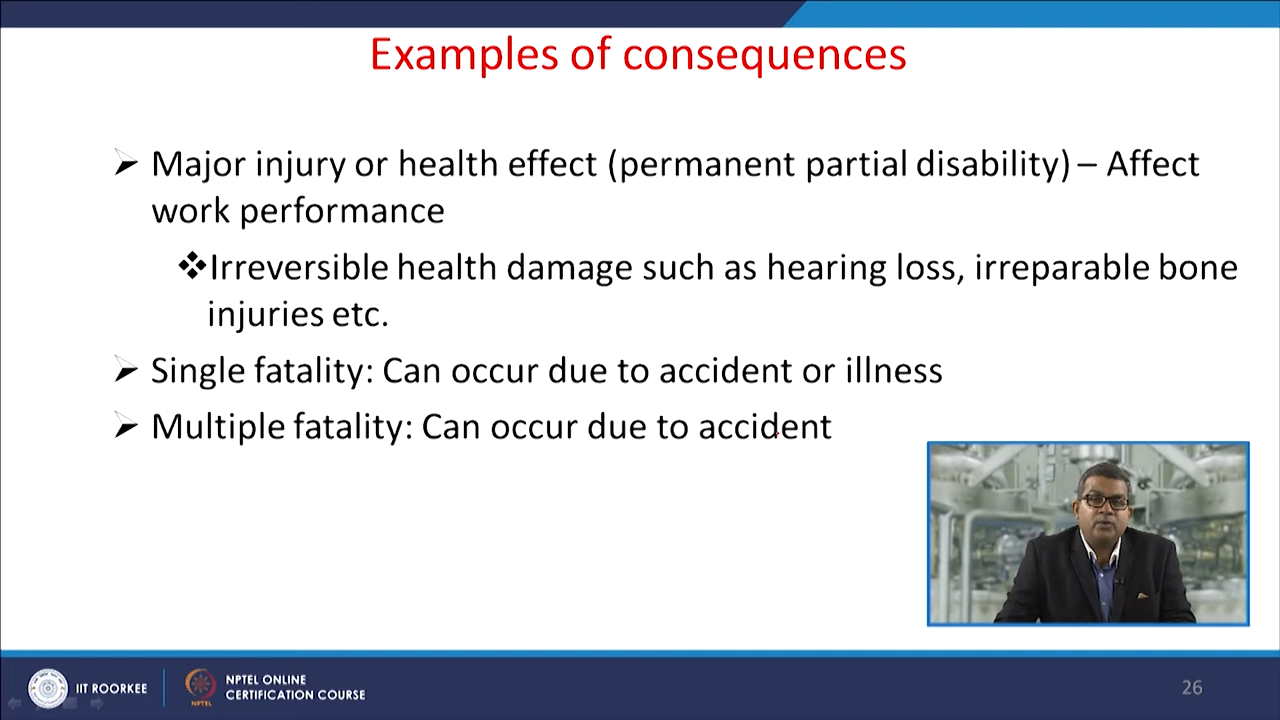 Examples of consequences
Major injury or health effect (permanent partial disability) – Affect
work performance
Irreversible health damage such as hearing loss, irreparable bone
injuries etc.
Single fatality: Can occur due to accident or illness
Multiple fatality: Can occur due to accident
IIT ROORKEE
NPTEL
NPTEL ONLINE
CERTIFICATION COURSE
26